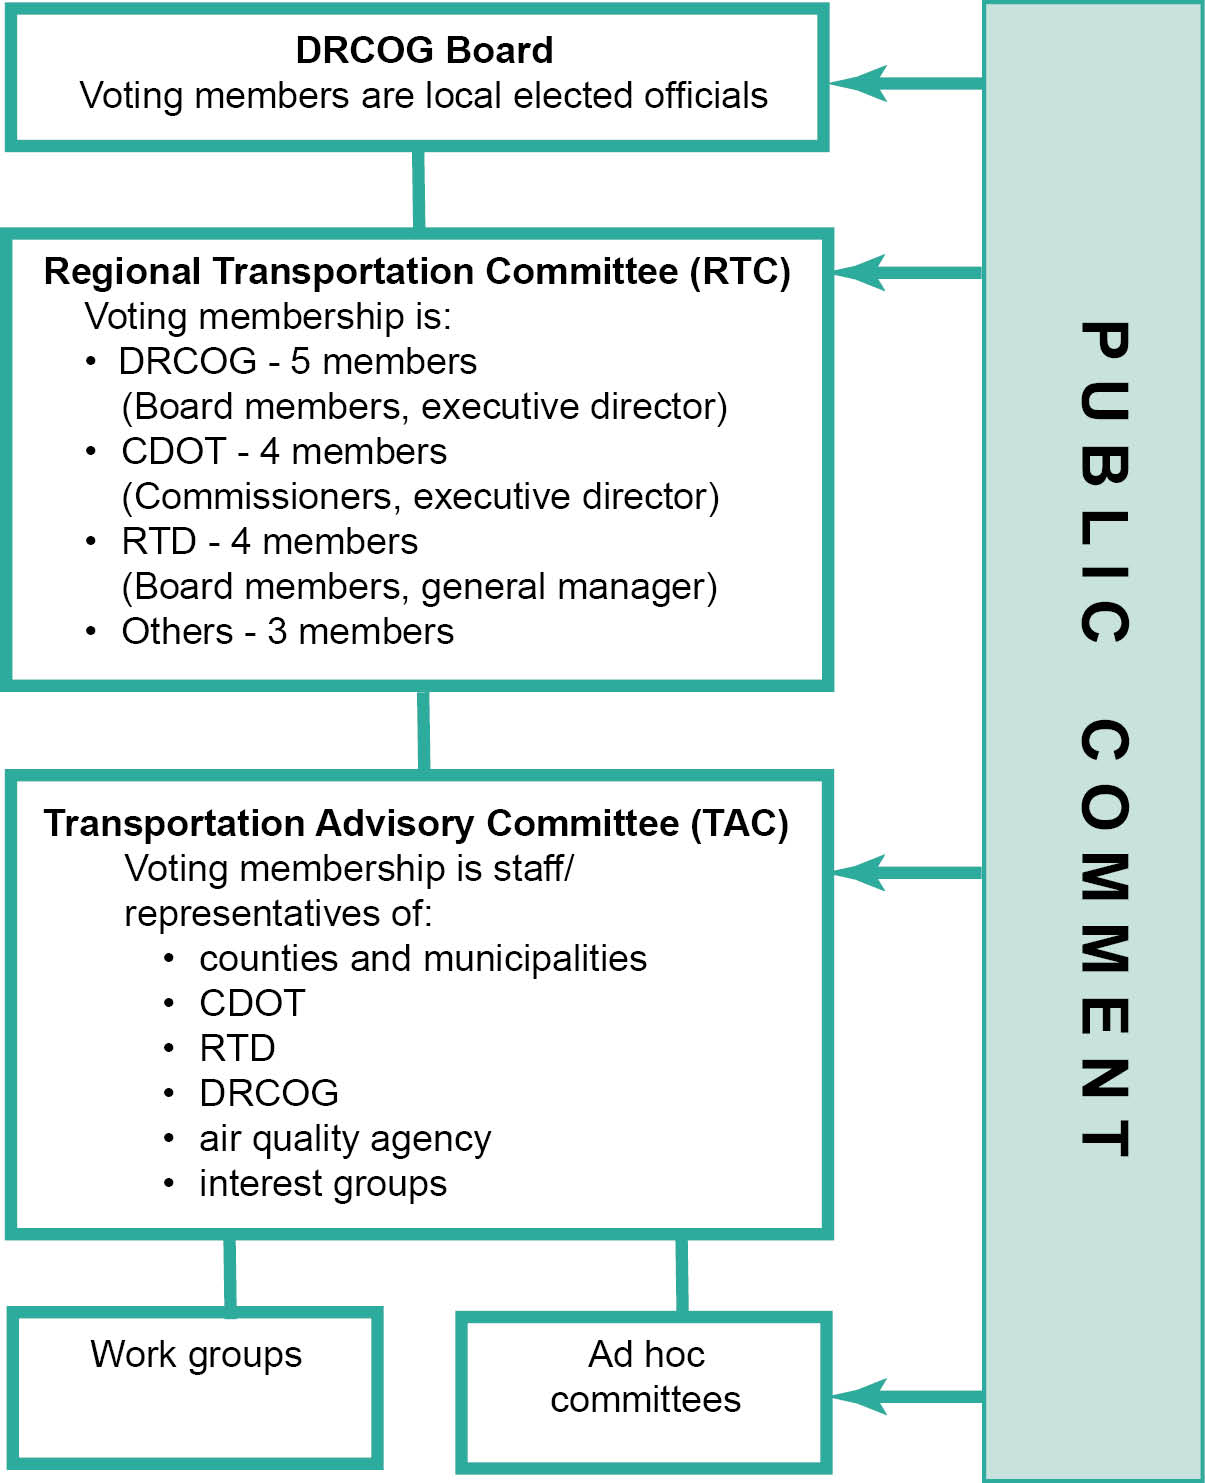 DRCOG Board
Voting members are local elected officials
Regional Transportation Committee (RTC)
Voting membership is:
• DRCOG - 5 members
(Board members, executive director)
• CDOT - 4 members
(Commissioners, executive director)
• RTD - 4 members
(Board members, general manager)
• Others - 3 members
Transportation Advisory Committee (TAC)
Voting membership is staff/
representatives of:
• counties and municipalities
• CDOT
• RTD
• DRCOG
• air quality agency
• interest groups
Work groups
Ad hoc
committees
PUBLIC COMMENT